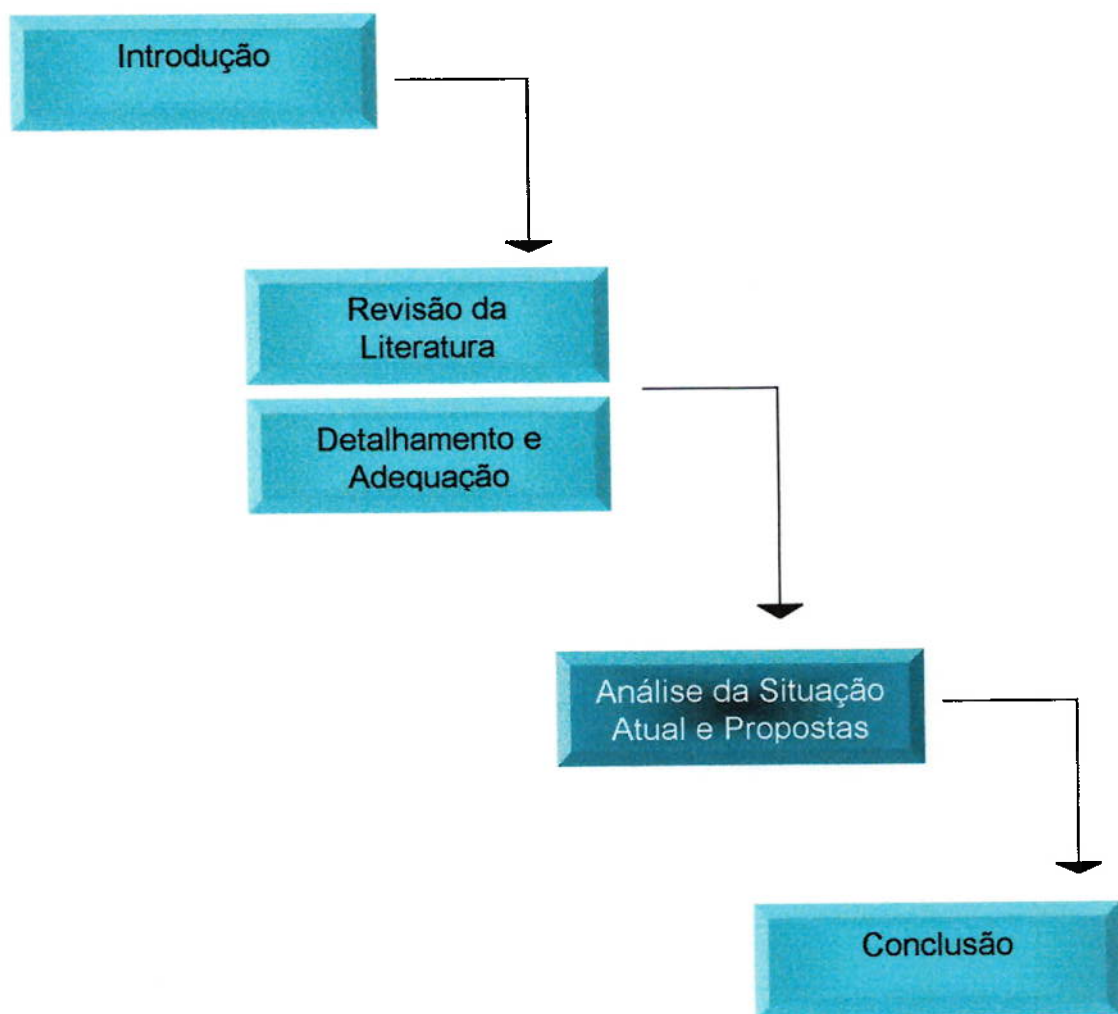 Introdução
Revisão da
Literatura
Detalhamento e
Adequação
Análise da Situação
Atual e Propostas
Conclusão